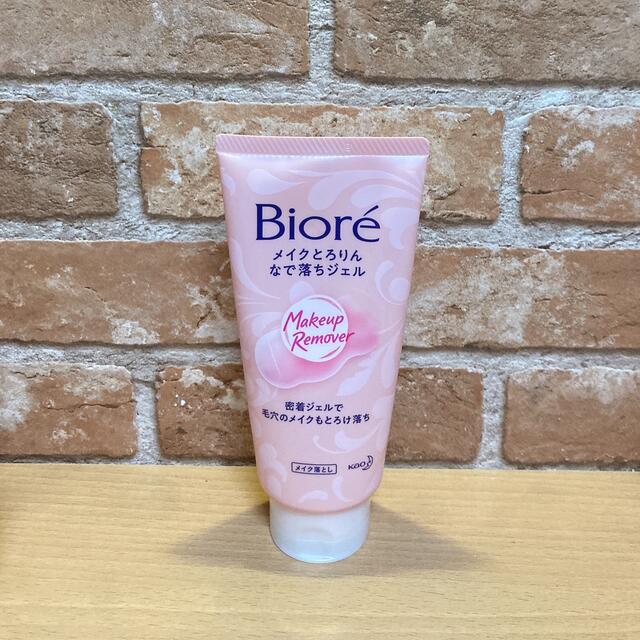 Bioré
メイクとろりん
なで落ちジェル
Makeup
Remover
密着ジェルで
毛穴のメイクもとろけ落ち
メイク落とし
Kao